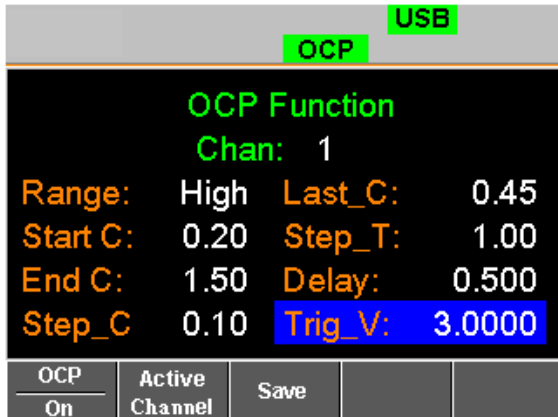 USB
OCP
OCP Function
Chan: 1
Range: High Last_C: 0.45
Start C: 0.20 Step_T: 1.00
End C: 1.50 Delay: 0.500
Step_C 0.10 Trig_V: 3.0000
OCP Active Save
On Channel